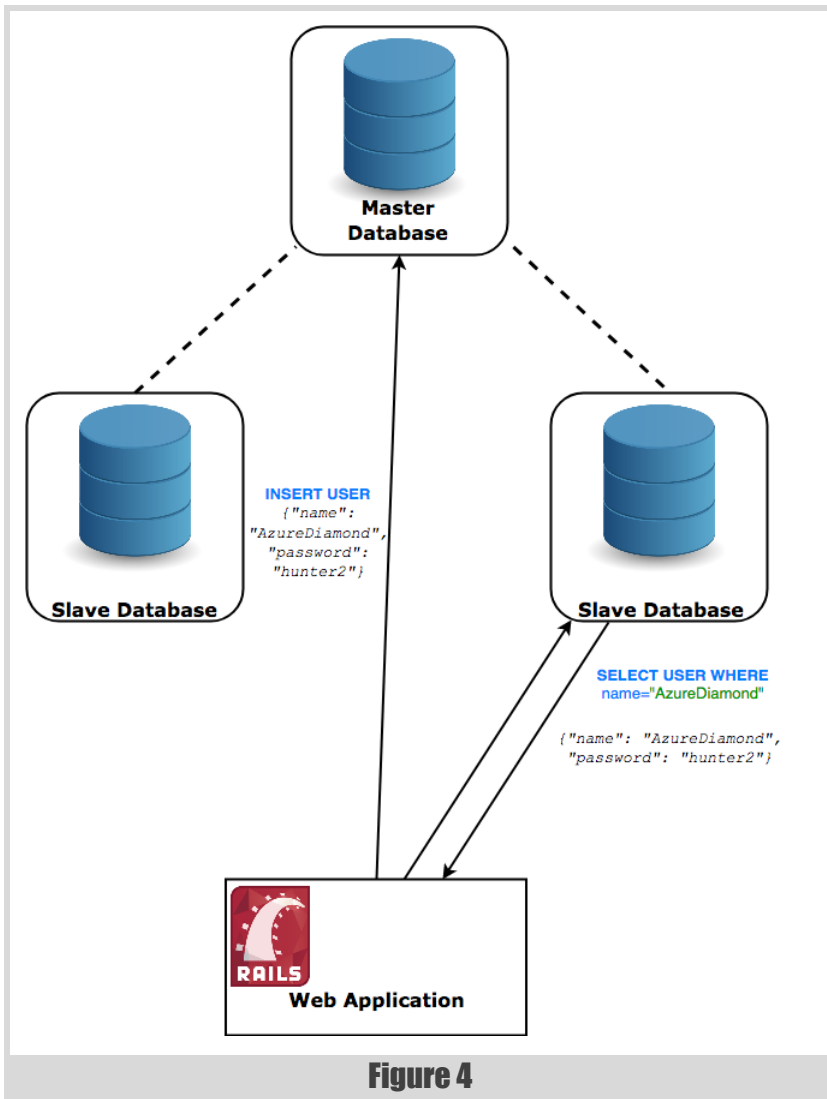 Master
Database
INSERT USER
{"name":
"AzureDiamond",
"password":
"hunter2"}
Slave Database
Slave Database
SELECT USER WHERE
name="AzureDiamond"
{"name": "AzureDiamond",
"password": "hunter2"}
RAILS
Web Application
Figure 4